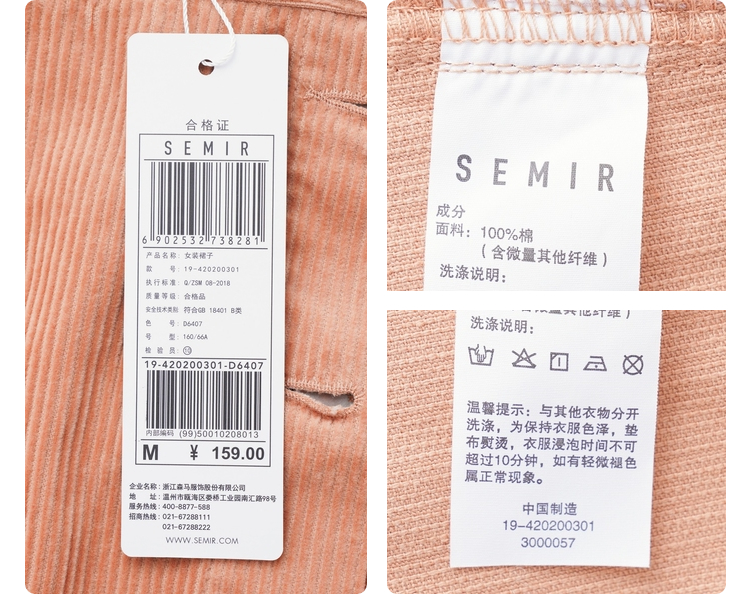 合格证
SEMIR
6 902532 738281
产品名称: 女装裙子
款 号: 19-420200301
执行标准: Q/ZSM 08-2018
质量等级: 合格品
安全技术类别: 符合GB 18401 B类
色 号: D6407
号 型: 160/66A
检 验 员:
19-420200301-D6407
内部编码 (99)50010208013
M ¥ 159.00
企业名称: 浙江森马服饰股份有限公司
地 址: 温州市瓯海区娄桥工业园南汇路98号
服务热线: 400-8877-588
招商热线: 021-67288111
021-67288222
WWW.SEMIR.COM
SEMIR
成分
面料: 100%棉
(含微量其他纤维)
洗涤说明:
(含微量其他纤维)
洗涤说明:
温馨提示: 与其他衣物分开
洗涤, 为保持衣服色泽, 垫
布熨烫, 衣服浸泡时间不可
超过10分钟, 如有轻微褪色
属正常现象。
中国制造
19-420200301
3000057